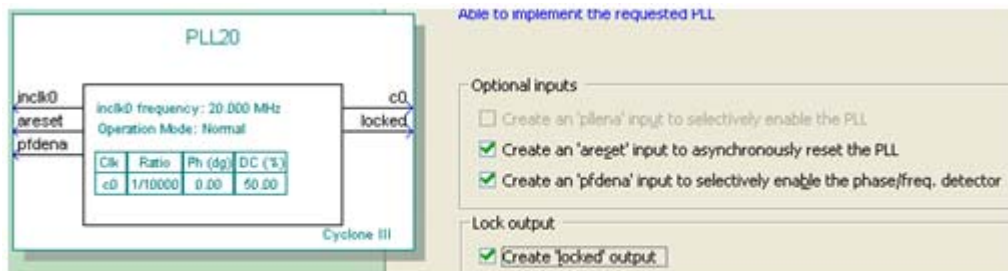 Able to implement the requested PLL
PLL20
inclk0
areset
pfdena
c0
locked
inclk0 frequency: 20.000 MHz
Operation Mode: Normal
Clk Ratio Ph (dg) DC (%)
c0 1/10000 0.00 50.00
Cyclone III
Optional inputs
Create an 'pllena' input to selectively enable the PLL
Create an 'areset' input to asynchronously reset the PLL
Create an 'pfdena' input to selectively enable the phase/freq. detector
Lock output
Create 'locked' output